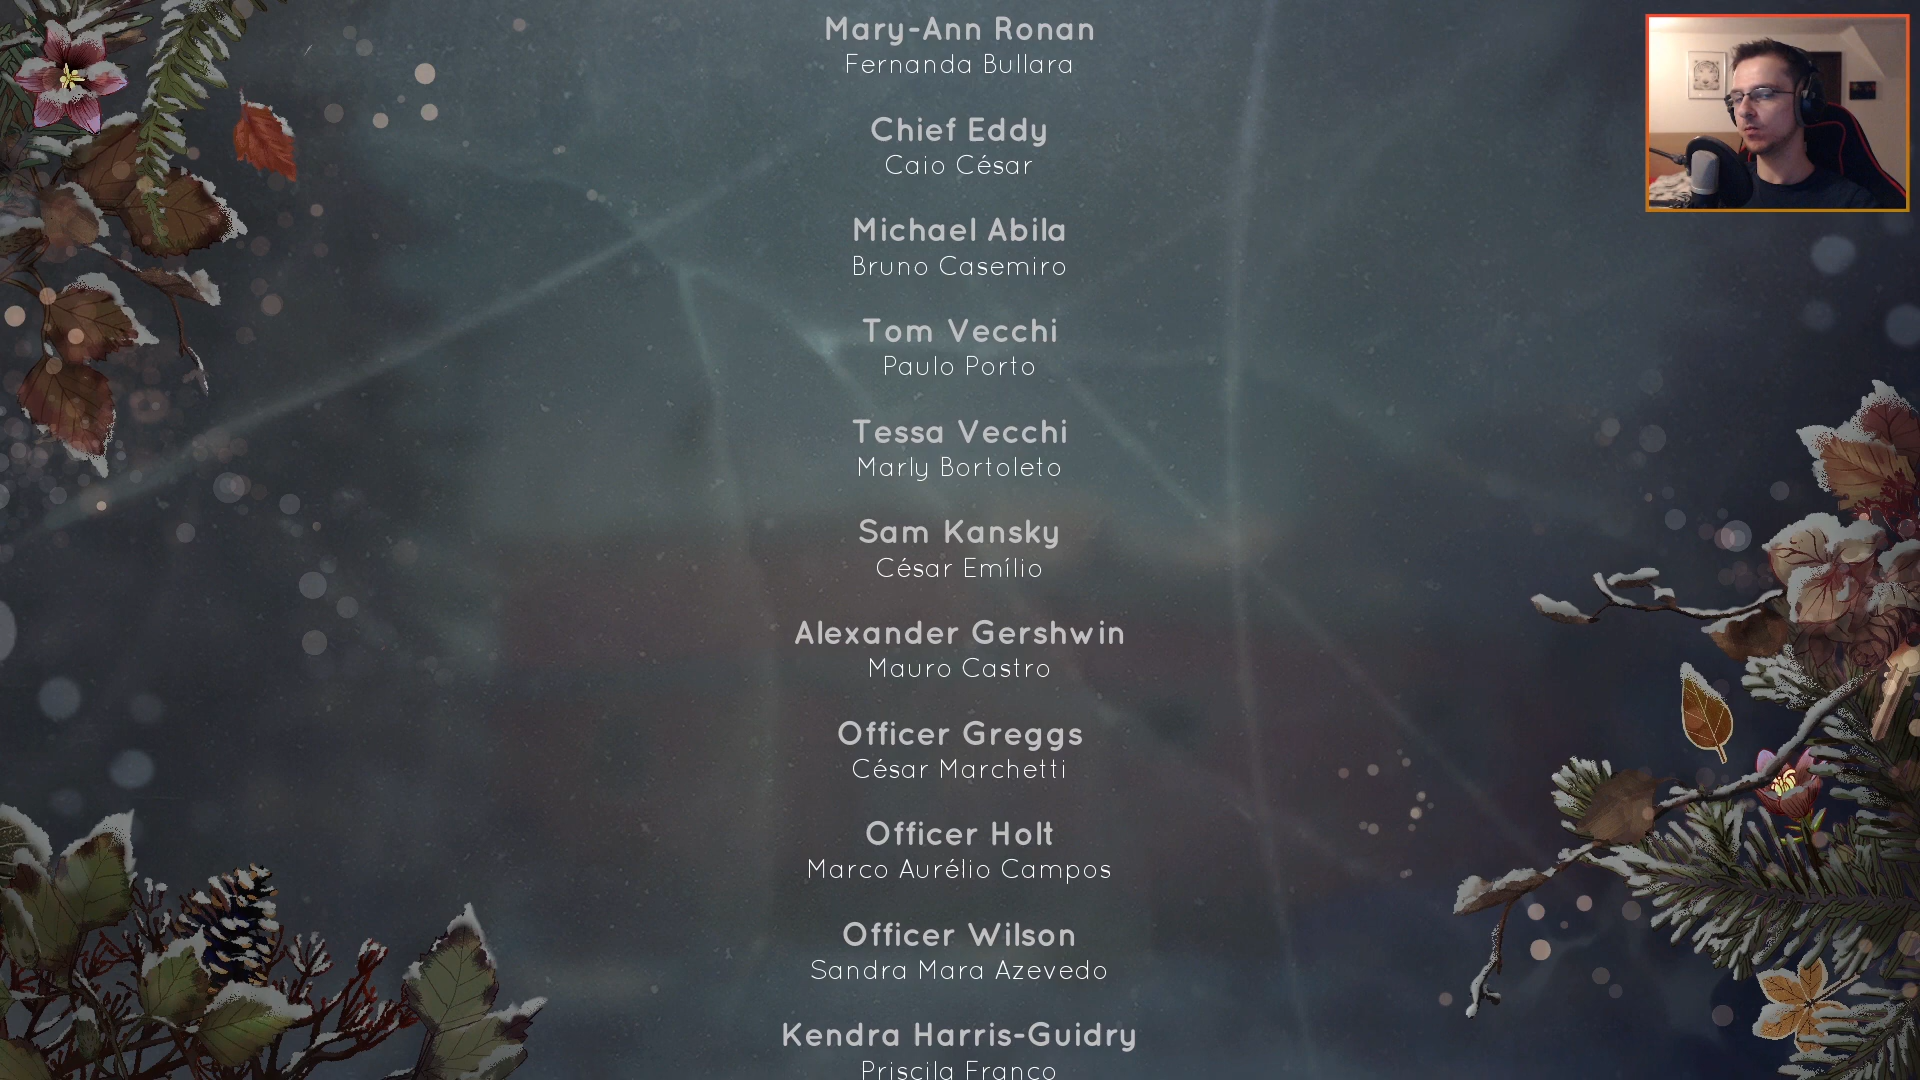 Mary-Ann Ronan
Fernanda Bullara
Chief Eddy
Caio César
Michael Abila
Bruno Casemiro
Tom Vecchi
Paulo Porto
Tessa Vecchi
Marly Bortoleto
Sam Kansky
César Emílio
Alexander Gershwin
Mauro Castro
Officer Greggs
César Marchetti
Officer Holt
Marco Aurélio Campos
Officer Wilson
Sandra Mara Azevedo
Kendra Harris-Guidry
Priscila Franco